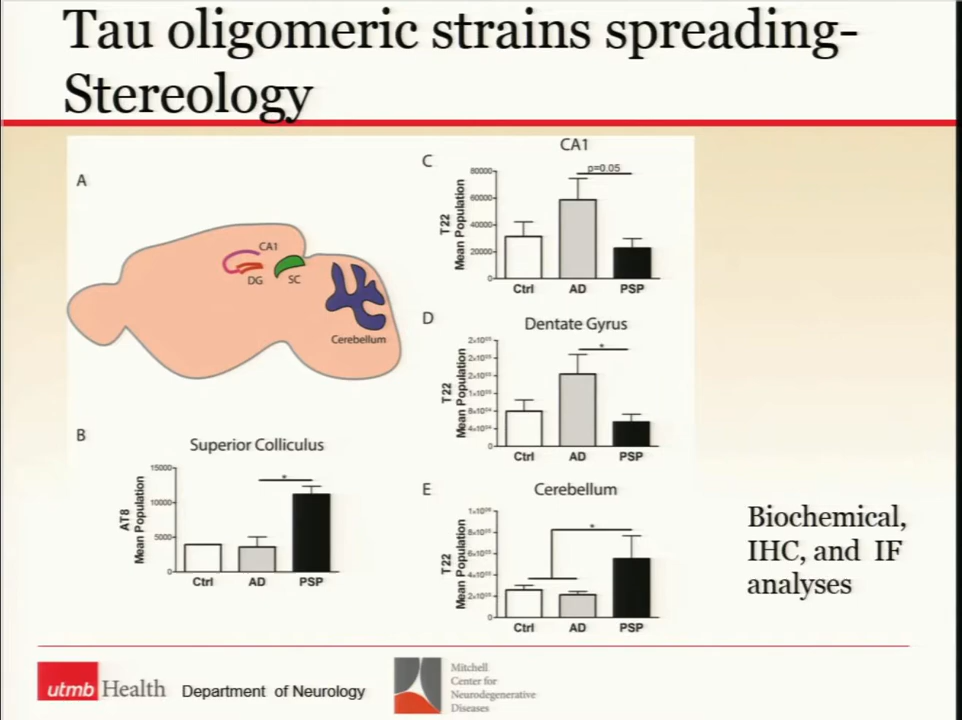 Tau oligomeric strains spreading-
Stereology
A
CA1
DG
SC
Cerebellum
B
Superior Colliculus
AT8
Mean Population
15000
10000
5000
0
Ctrl
AD
PSP
*
C
CA1
T22
Mean Population
80000
60000
40000
20000
0
p=0.05
Ctrl
AD
PSP
D
Dentate Gyrus
T22
Mean Population
0
*
Ctrl
AD
PSP
E
Cerebellum
T22
Mean Population
0
*
Ctrl
AD
PSP
Biochemical,
IHC, and IF
analyses
utmb Health
Department of Neurology
Mitchell
Center for
Neurodegenerative
Diseases